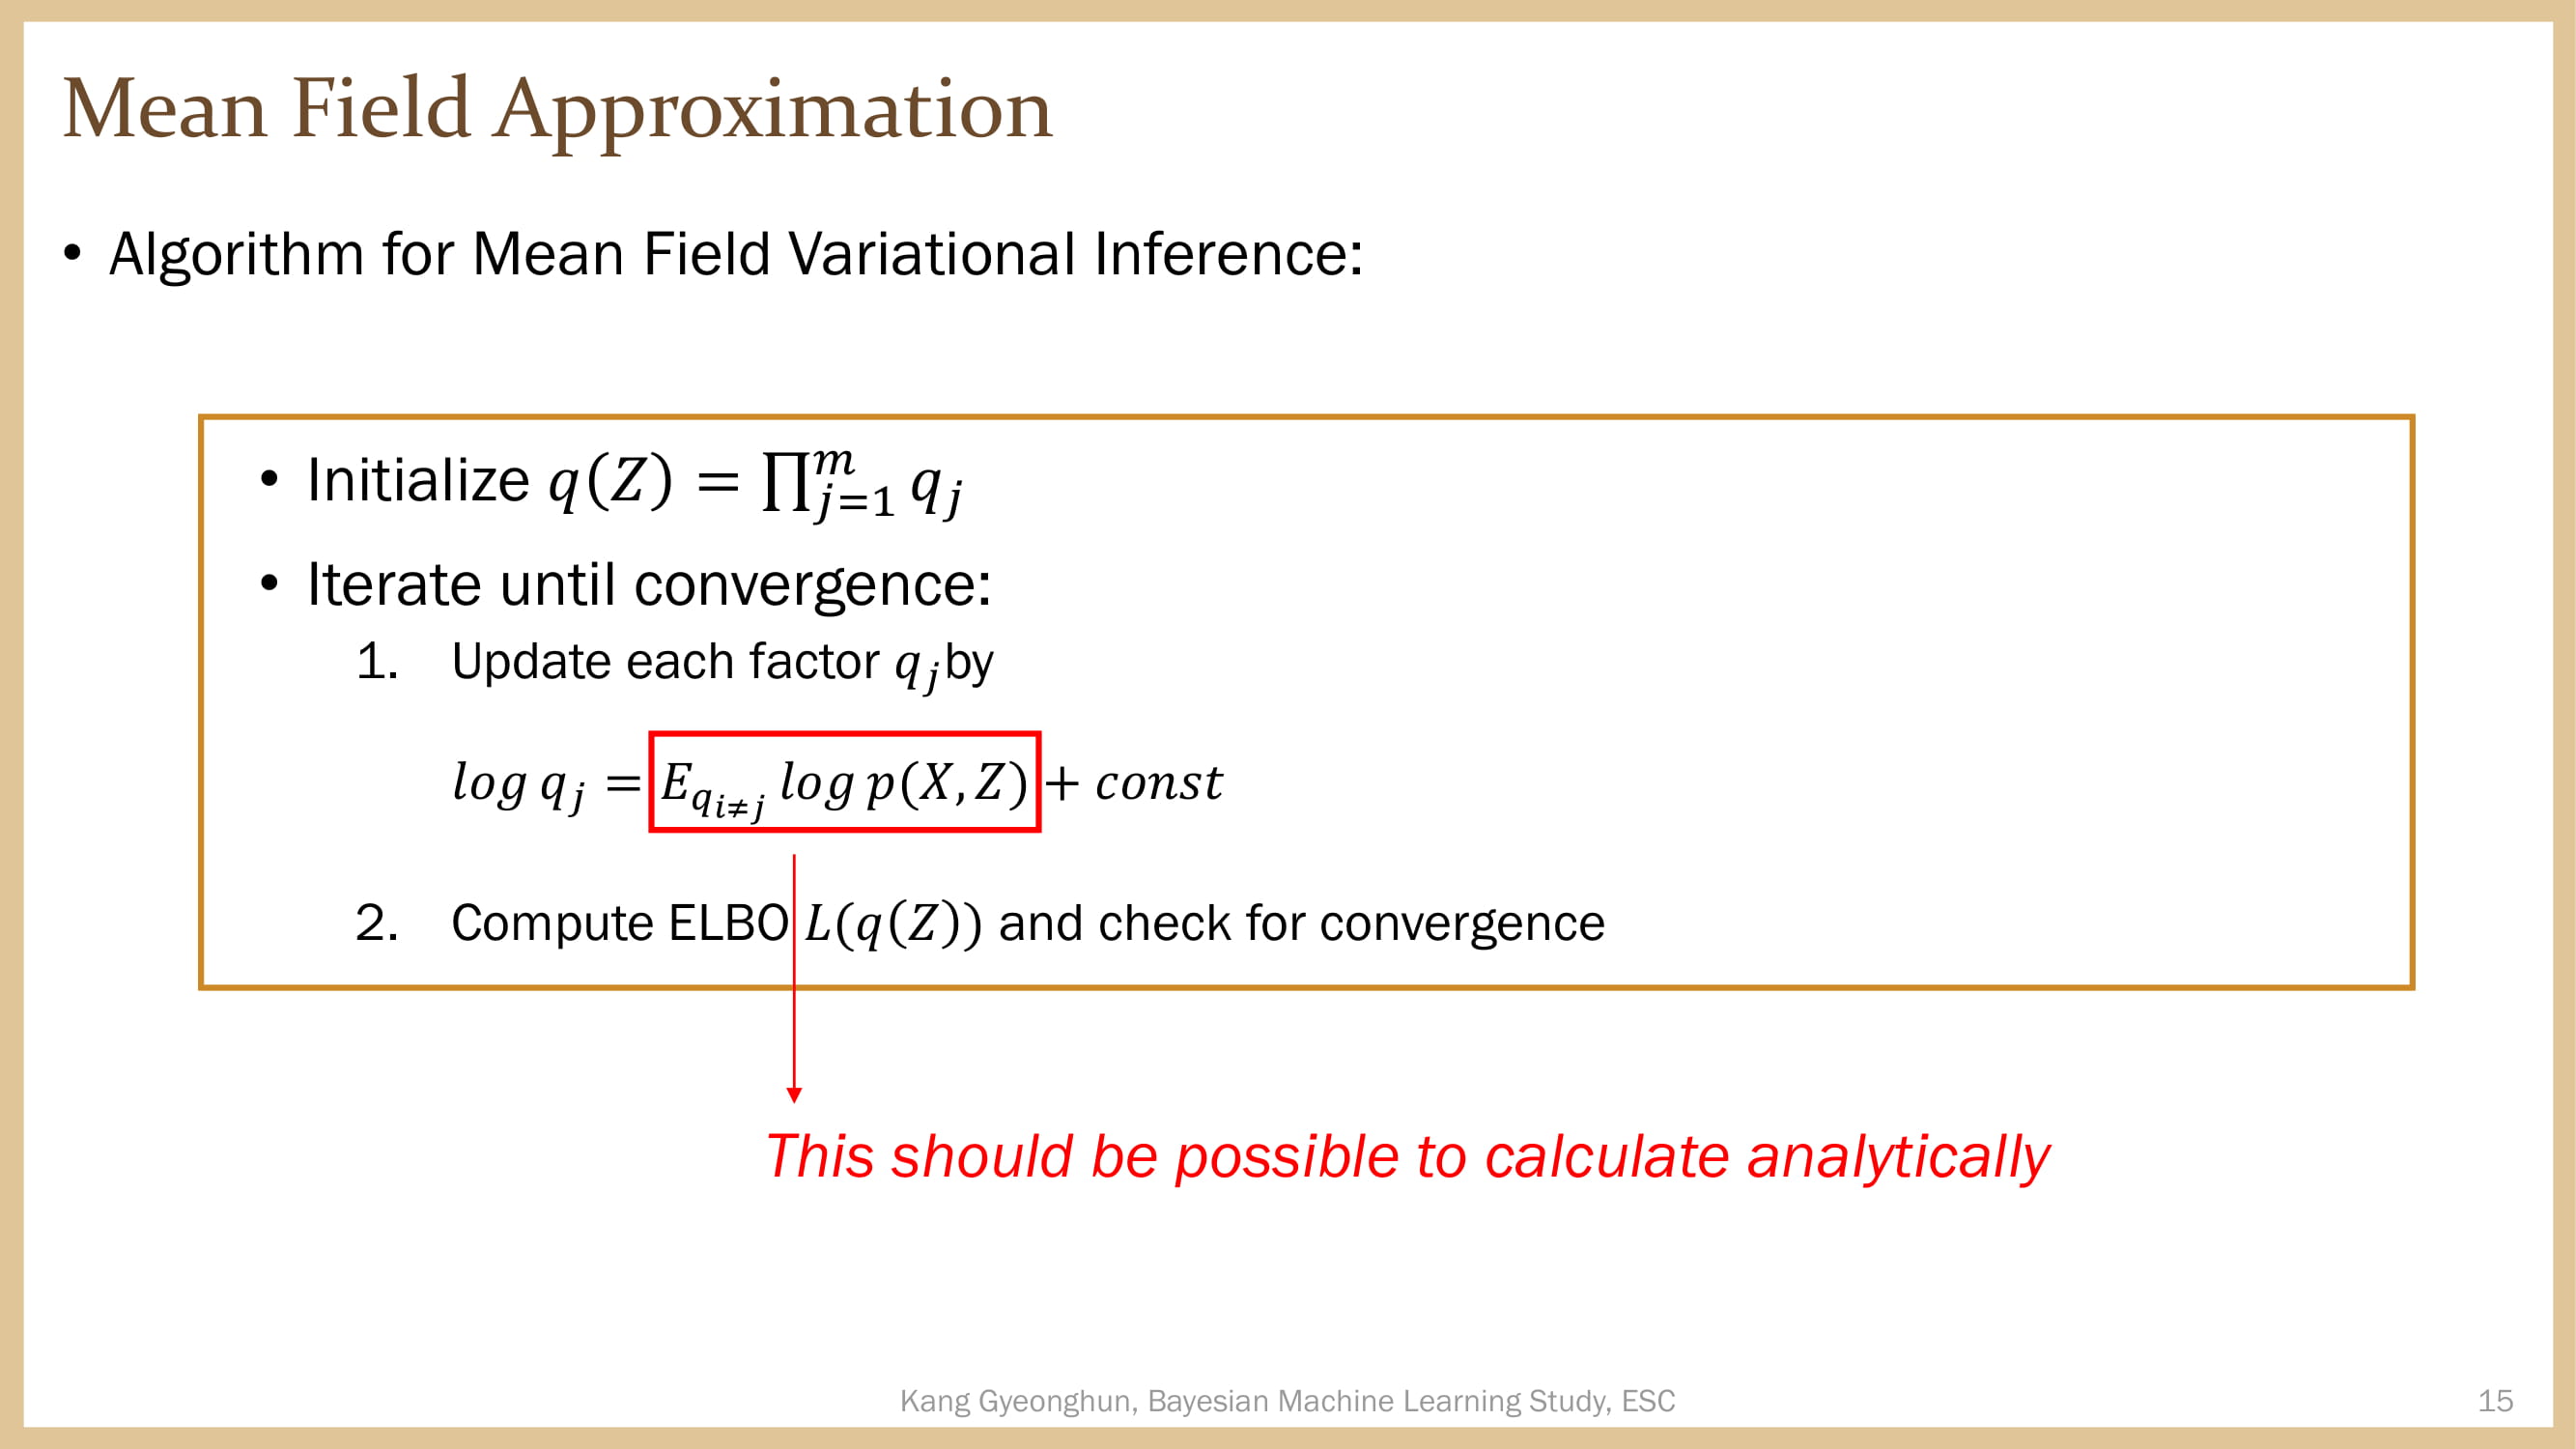 Mean Field Approximation
• Algorithm for Mean Field Variational Inference:
• Initialize q(Z) = ∏_{j=1}^{m} q_j
• Iterate until convergence:
1. Update each factor q_j by
log q_j = E_{q_{i≠j}} log p(X, Z) + const
2. Compute ELBO L(q(Z)) and check for convergence
This should be possible to calculate analytically
Kang Gyeonghun, Bayesian Machine Learning Study, ESC
15